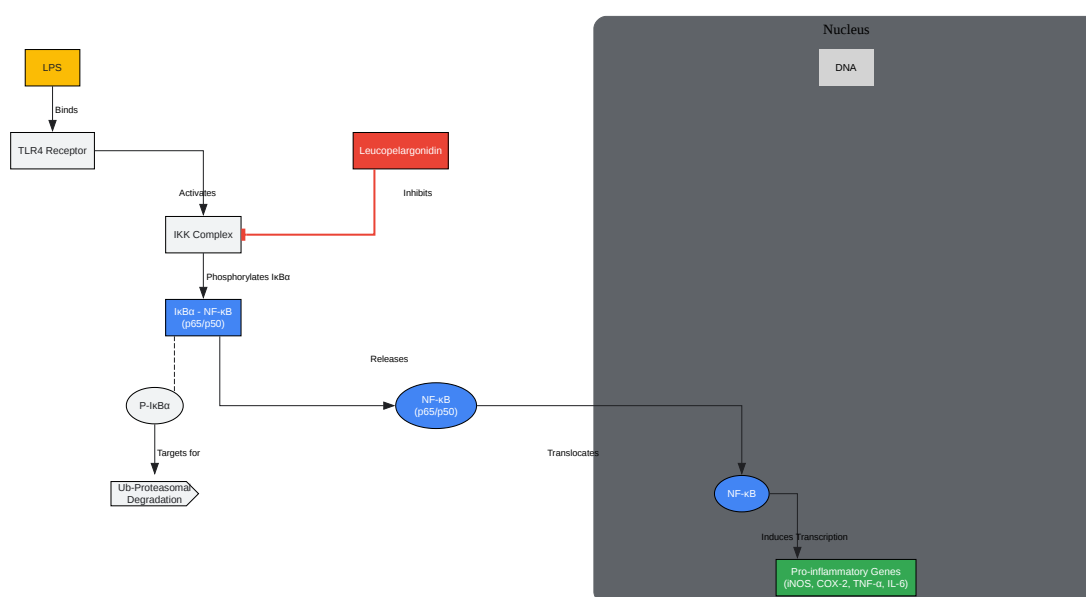 Nucleus
LPS
DNA
Binds
TLR4 Receptor
Leucopelargonidin
Activates
Inhibits
IKK Complex
Phosphorylates IκBα
IκBα - NF-κB
(p65/p50)
Releases
P-IκBα
NF-κB
(p65/p50)
Targets for
Translocates
Ub-Proteasomal
Degradation
NF-κB
Induces Transcription
Pro-inflammatory Genes
(iNOS, COX-2, TNF-α, IL-6)